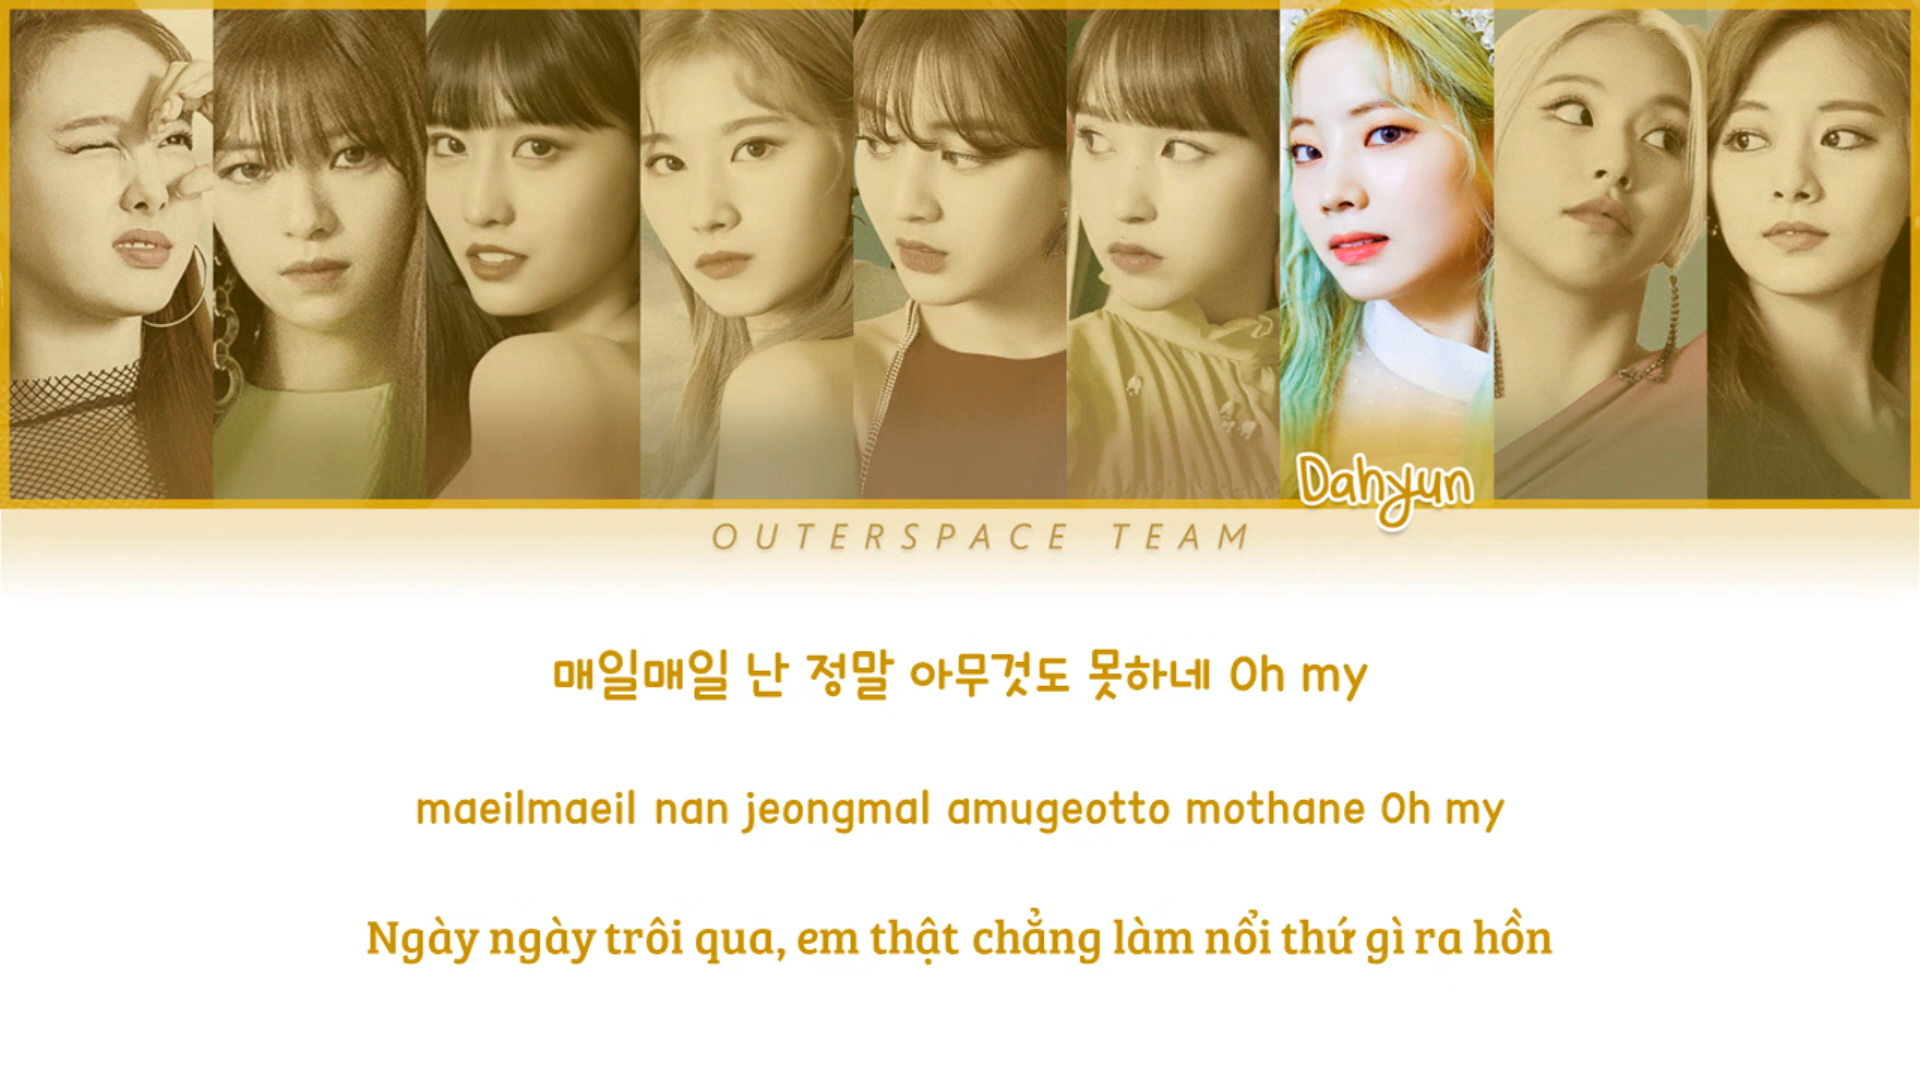 Dahyun
OUTERSPACE TEAM
매일매일 난 정말 아무것도 못하네 Oh my
maeilmaeil nan jeongmal amugeotto mothane Oh my
Ngày ngày trôi qua, em thật chẳng làm nổi thứ gì ra hồn